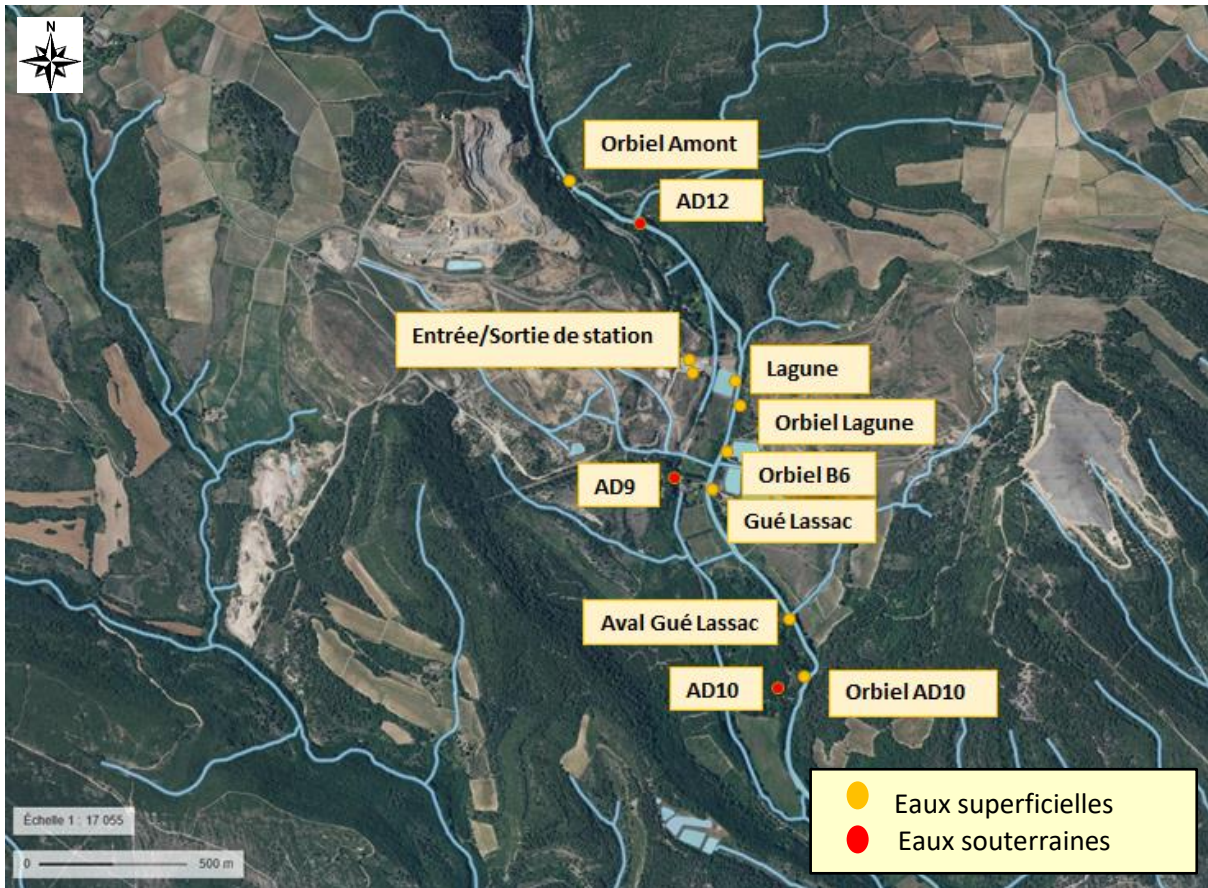 N
Orbiel Amont
AD12
Entrée/Sortie de station
Lagune
Orbiel Lagune
AD9
Orbiel B6
Gué Lassac
Aval Gué Lassac
AD10
Orbiel AD10
Eaux superficielles
Eaux souterraines
Échelle 1 : 17 055
0 500 m